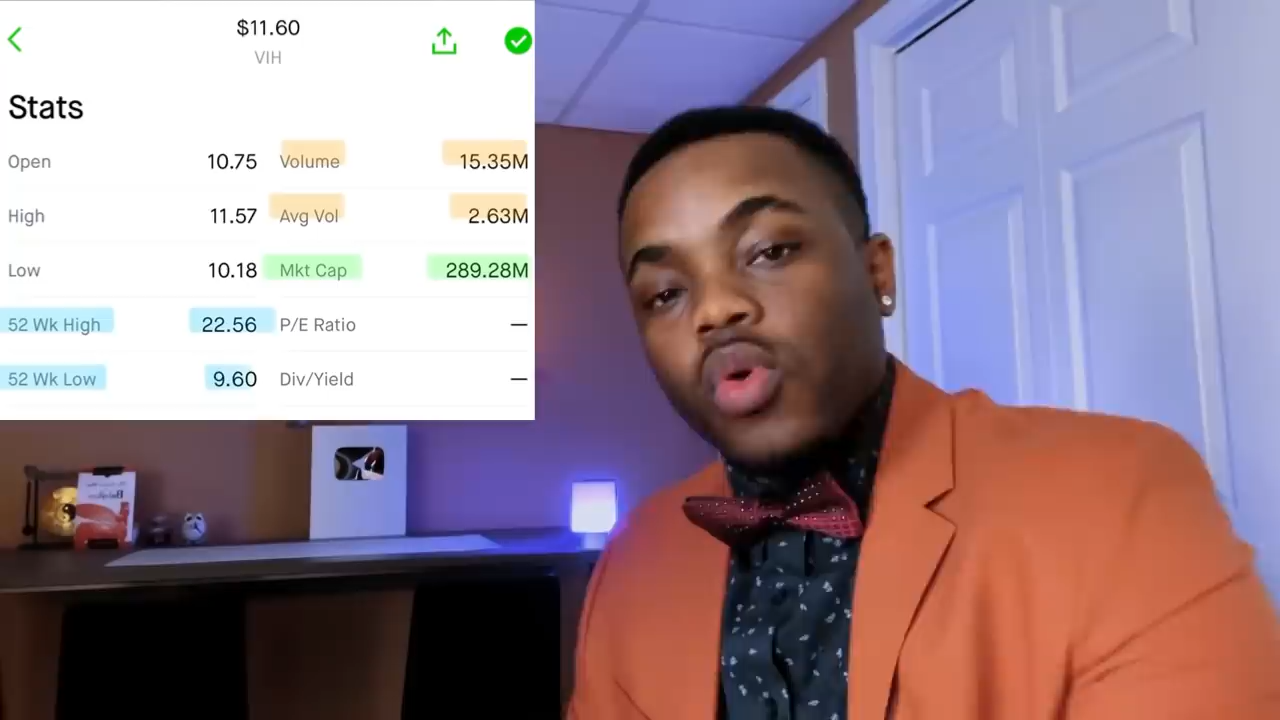 $11.60
VIH
Stats
Open 10.75 Volume 15.35M
High 11.57 Avg Vol 2.63M
Low 10.18 Mkt Cap 289.28M
52 Wk High 22.56 P/E Ratio —
52 Wk Low 9.60 Div/Yield —